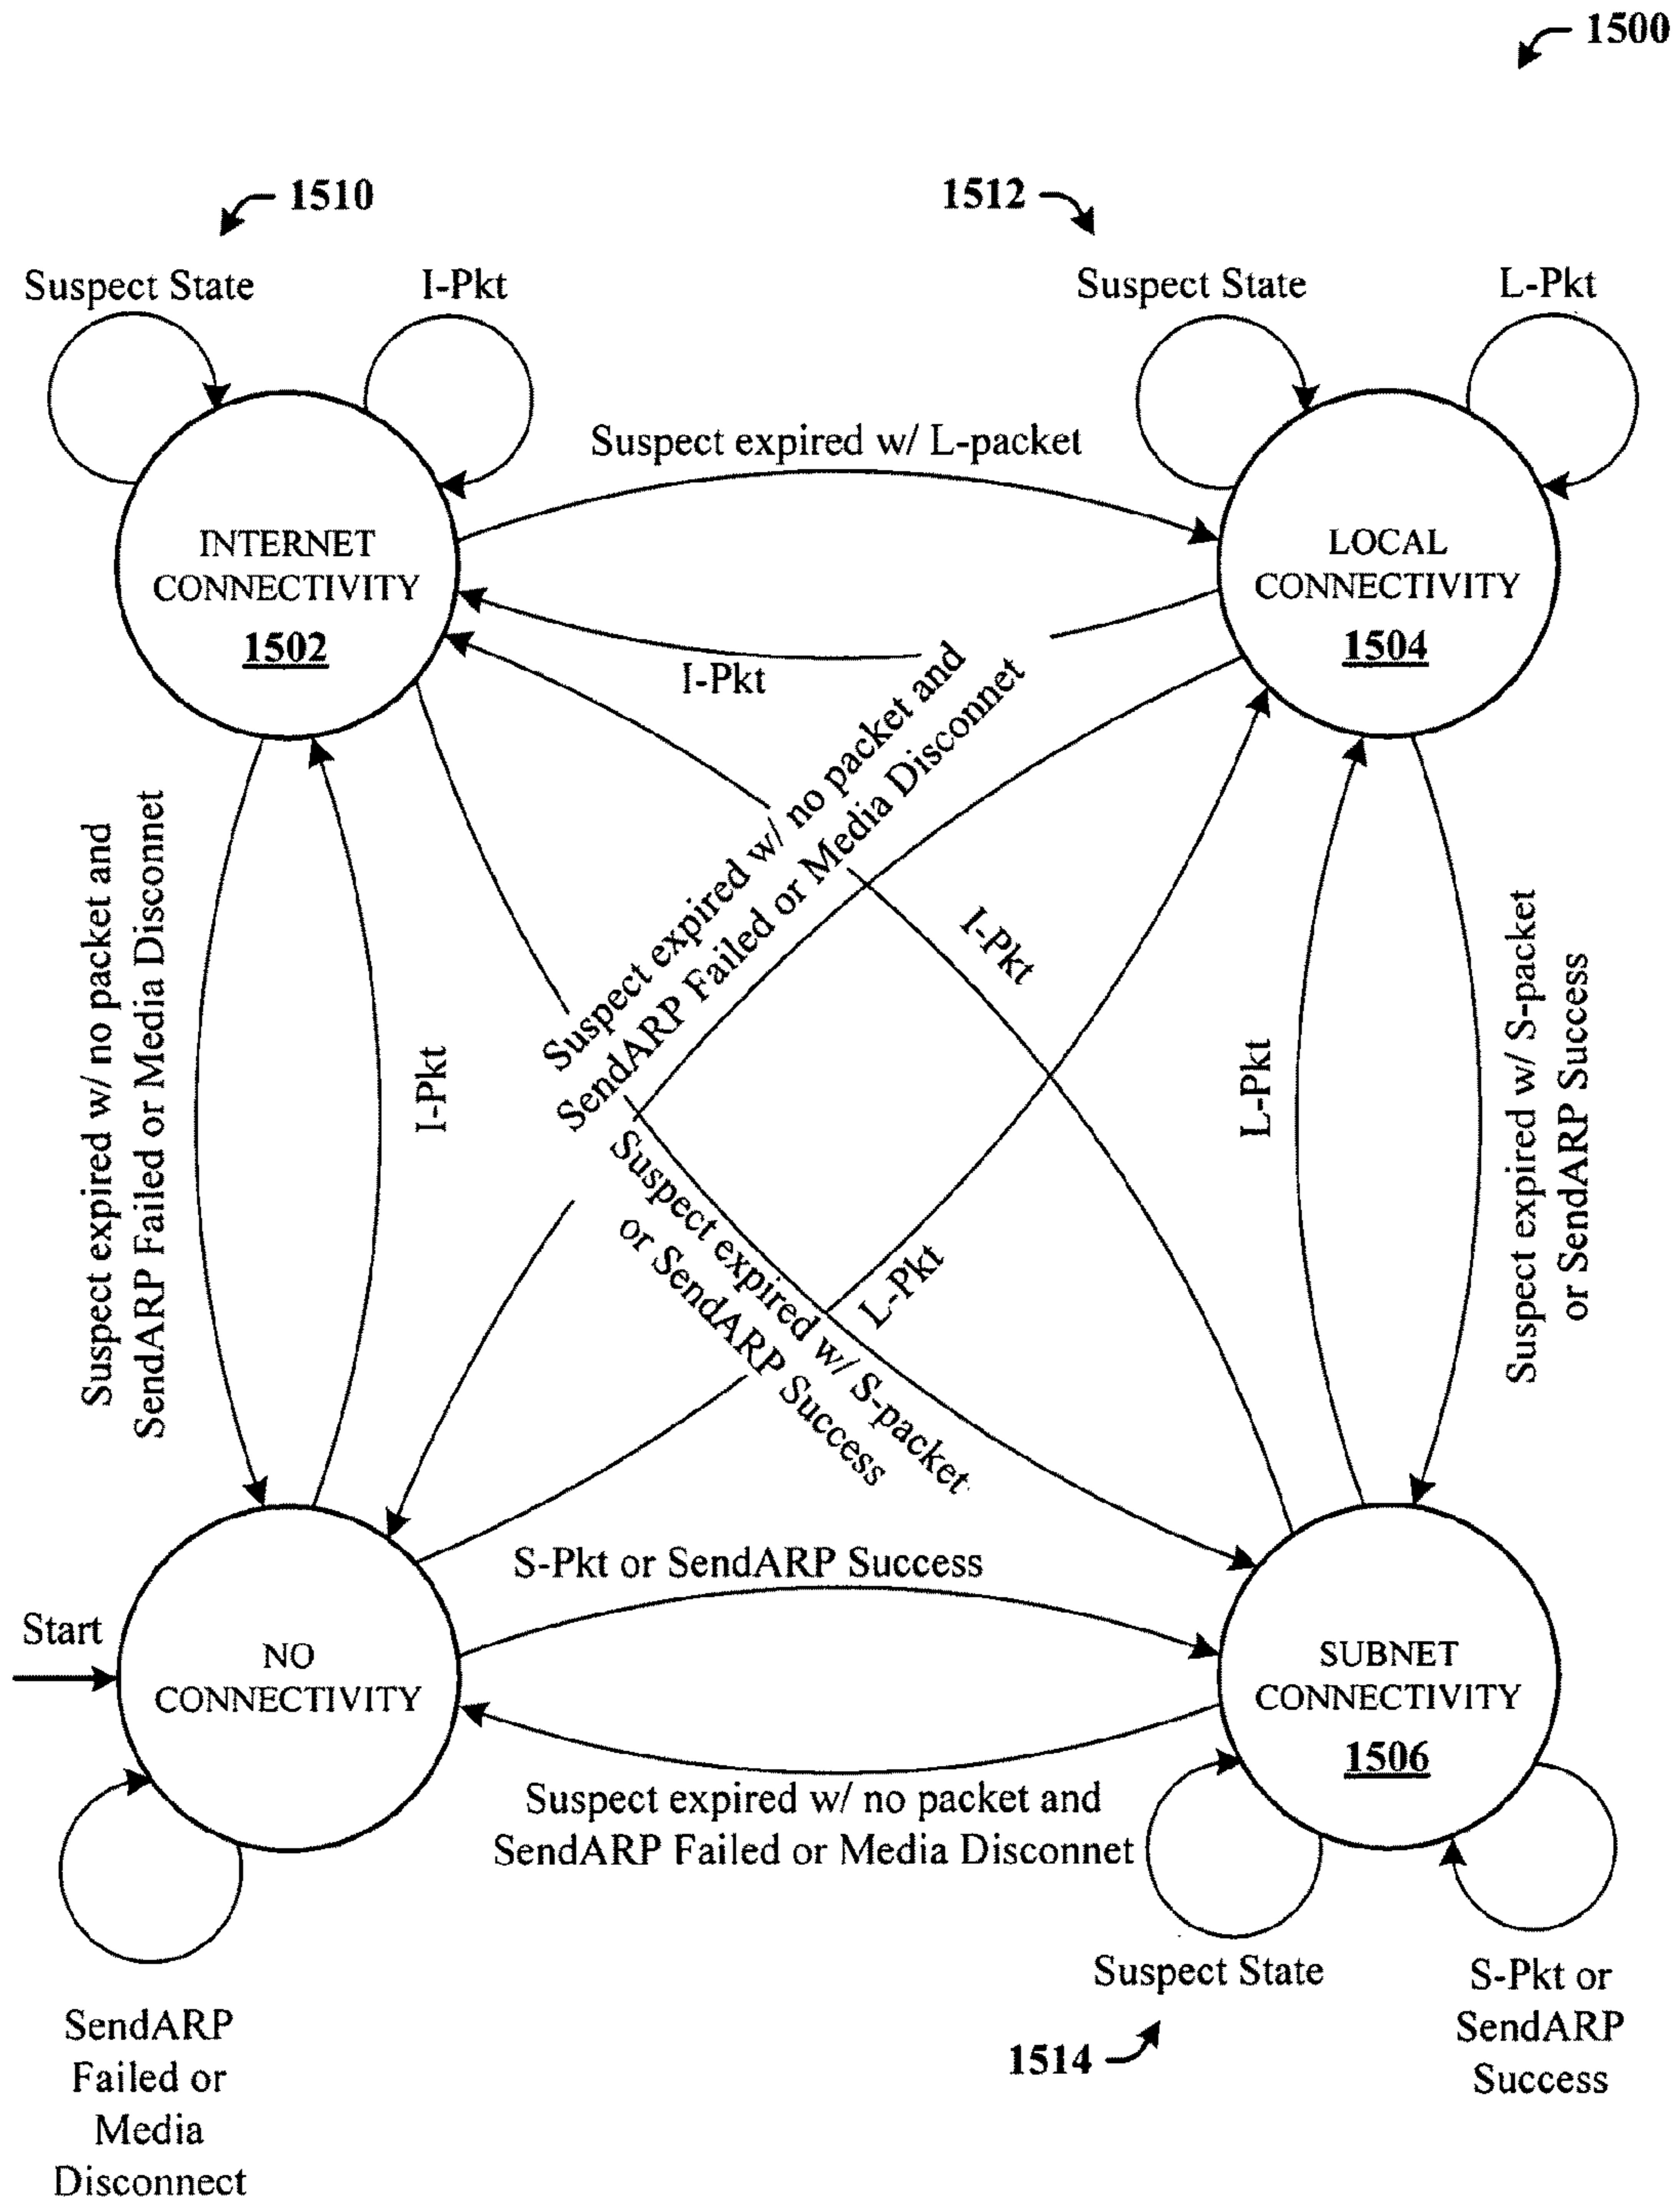 1500
1510
1512
Suspect State
I-Pkt
Suspect State
L-Pkt
Suspect expired w/ L-packet
INTERNET
CONNECTIVITY
1502
LOCAL
CONNECTIVITY
1504
I-Pkt
Suspect expired w/ no packet and
SendARP Failed or Media Disconnet
Suspect expired w/ no packet and
SendARP Failed or Media Disconnet
I-Pkt
I-Pkt
L-Pkt
Suspect expired w/ S-packet
or SendARP Success
Suspect expired w/ S-packet
or SendARP Success
L-Pkt
S-Pkt or SendARP Success
Start
NO
CONNECTIVITY
SUBNET
CONNECTIVITY
1506
Suspect expired w/ no packet and
SendARP Failed or Media Disconnet
Suspect State
1514
S-Pkt or
SendARP
Success
SendARP
Failed or
Media
Disconnect